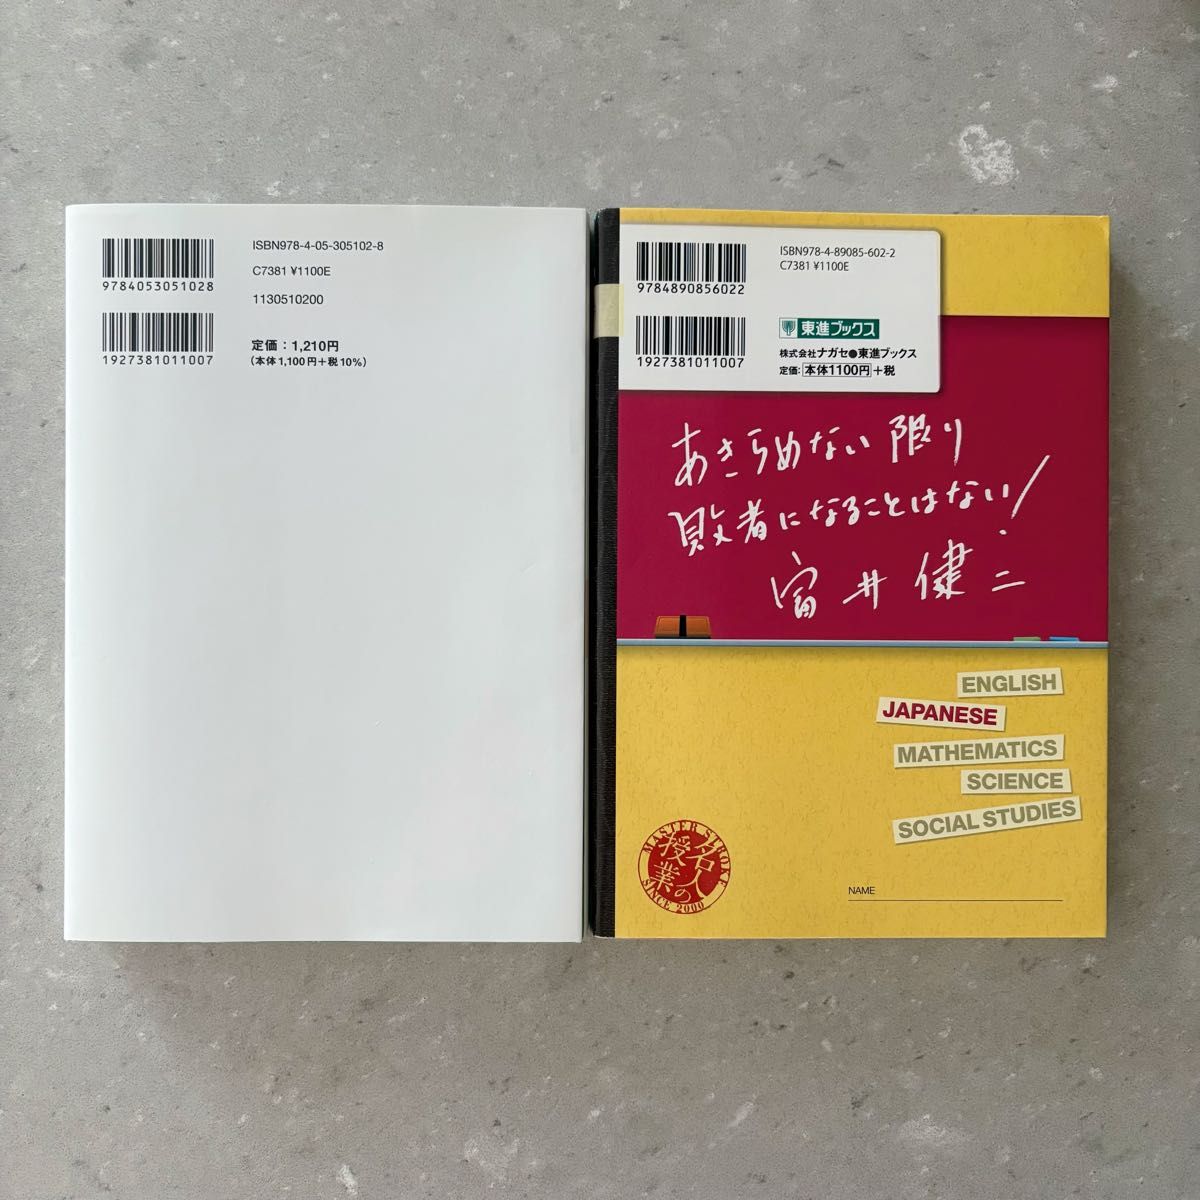 ISBN978-4-05-305102-8
C7381 ¥1100E
9784053051028
1130510200
定価：1,210円
（本体1,100円＋税10%）
1927381011007
ISBN978-4-89085-602-2
C7381 ¥1100E
9784890856022
東進ブックス
株式会社ナガセ●東進ブックス
1927381011007
定価：本体1100円＋税
あきらめない限り
敗者になることはない！
富井健二
ENGLISH
JAPANESE
MATHEMATICS
SCIENCE
SOCIAL STUDIES
MASTER STROKE
名人の
授業
SINCE 2000
NAME